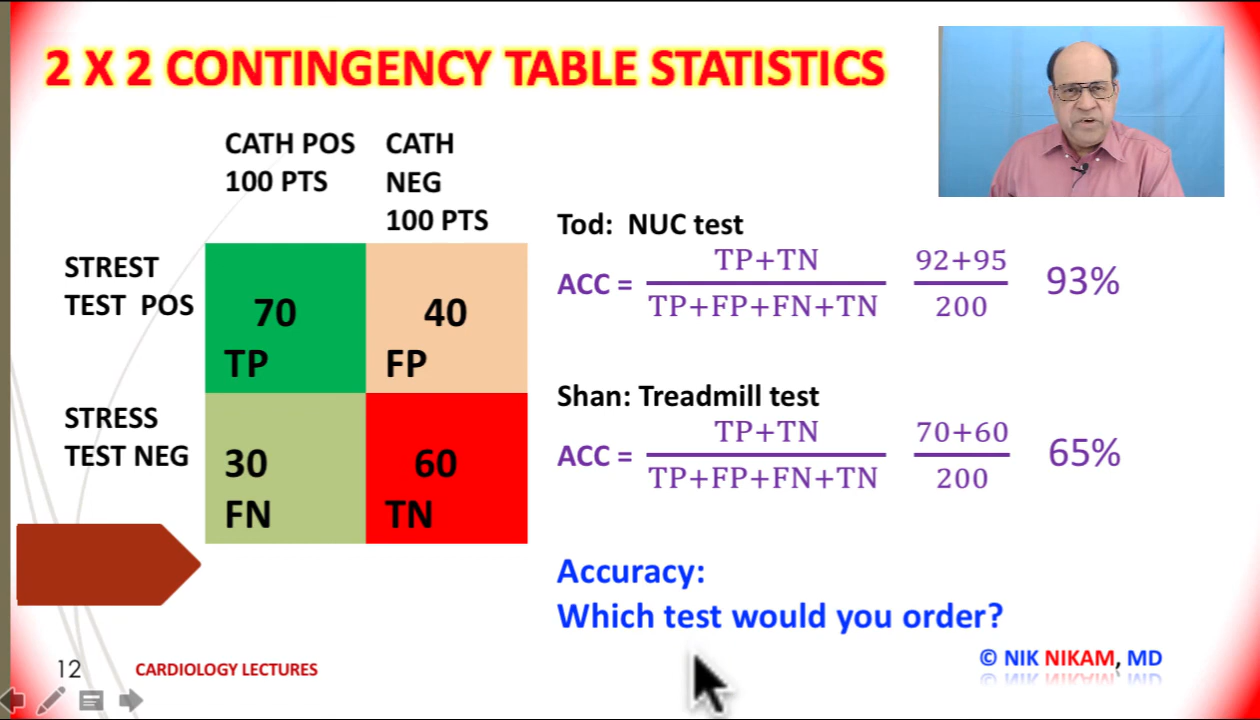 2 X 2 CONTINGENCY TABLE STATISTICS
CATH POS
100 PTS
CATH
NEG
100 PTS
STREST
TEST POS
70
TP
40
FP
STRESS
TEST NEG
30
FN
60
TN
Tod: NUC test
ACC = TP+TN / TP+FP+FN+TN 92+95 / 200 93%
Shan: Treadmill test
ACC = TP+TN / TP+FP+FN+TN 70+60 / 200 65%
Accuracy:
Which test would you order?
12
CARDIOLOGY LECTURES
© NIK NIKAM, MD